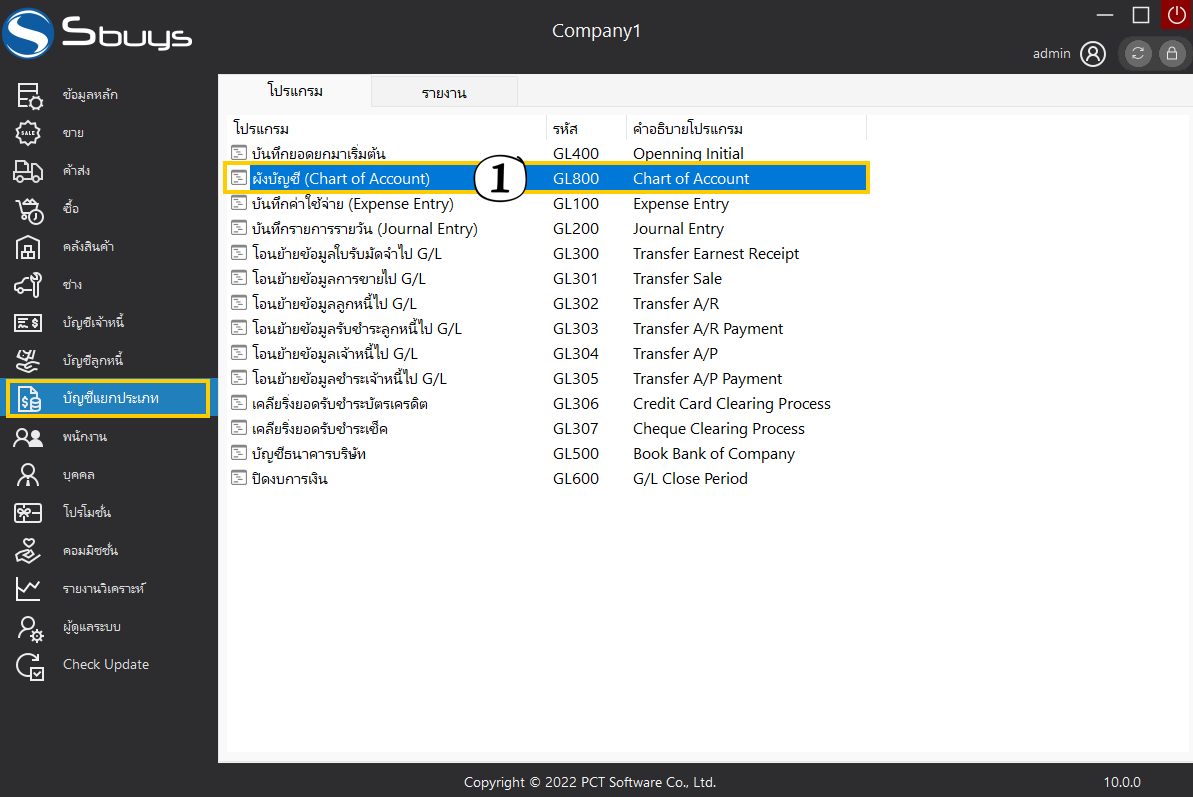 Sbuys
Company1
admin
ข้อมูลหลัก
ขาย
ค้าส่ง
ซื้อ
คลังสินค้า
ช่าง
บัญชีเจ้าหนี้
บัญชีลูกหนี้
บัญชีแยกประเภท
พนักงาน
บุคคล
โปรโมชั่น
คอมมิชชั่น
รายงานวิเคราะห์
ผู้ดูแลระบบ
Check Update
โปรแกรม รายงาน
โปรแกรม รหัส คำอธิบายโปรแกรม
บันทึกยอดยกมาเริ่มต้น GL400 Openning Initial
ผังบัญชี (Chart of Account) 1 GL800 Chart of Account
บันทึกค่าใช้จ่าย (Expense Entry) GL100 Expense Entry
บันทึกรายการรายวัน (Journal Entry) GL200 Journal Entry
โอนย้ายข้อมูลใบรับมัดจำไป G/L GL300 Transfer Earnest Receipt
โอนย้ายข้อมูลการขายไป G/L GL301 Transfer Sale
โอนย้ายข้อมูลลูกหนี้ไป G/L GL302 Transfer A/R
โอนย้ายข้อมูลรับชำระลูกหนี้ไป G/L GL303 Transfer A/R Payment
โอนย้ายข้อมูลเจ้าหนี้ไป G/L GL304 Transfer A/P
โอนย้ายข้อมูลชำระเจ้าหนี้ไป G/L GL305 Transfer A/P Payment
เคลียริ่งยอดรับชำระบัตรเครดิต GL306 Credit Card Clearing Process
เคลียริ่งยอดรับชำระเช็ค GL307 Cheque Clearing Process
บัญชีธนาคารบริษัท GL500 Book Bank of Company
ปิดงบการเงิน GL600 G/L Close Period
Copyright © 2022 PCT Software Co., Ltd. 10.0.0